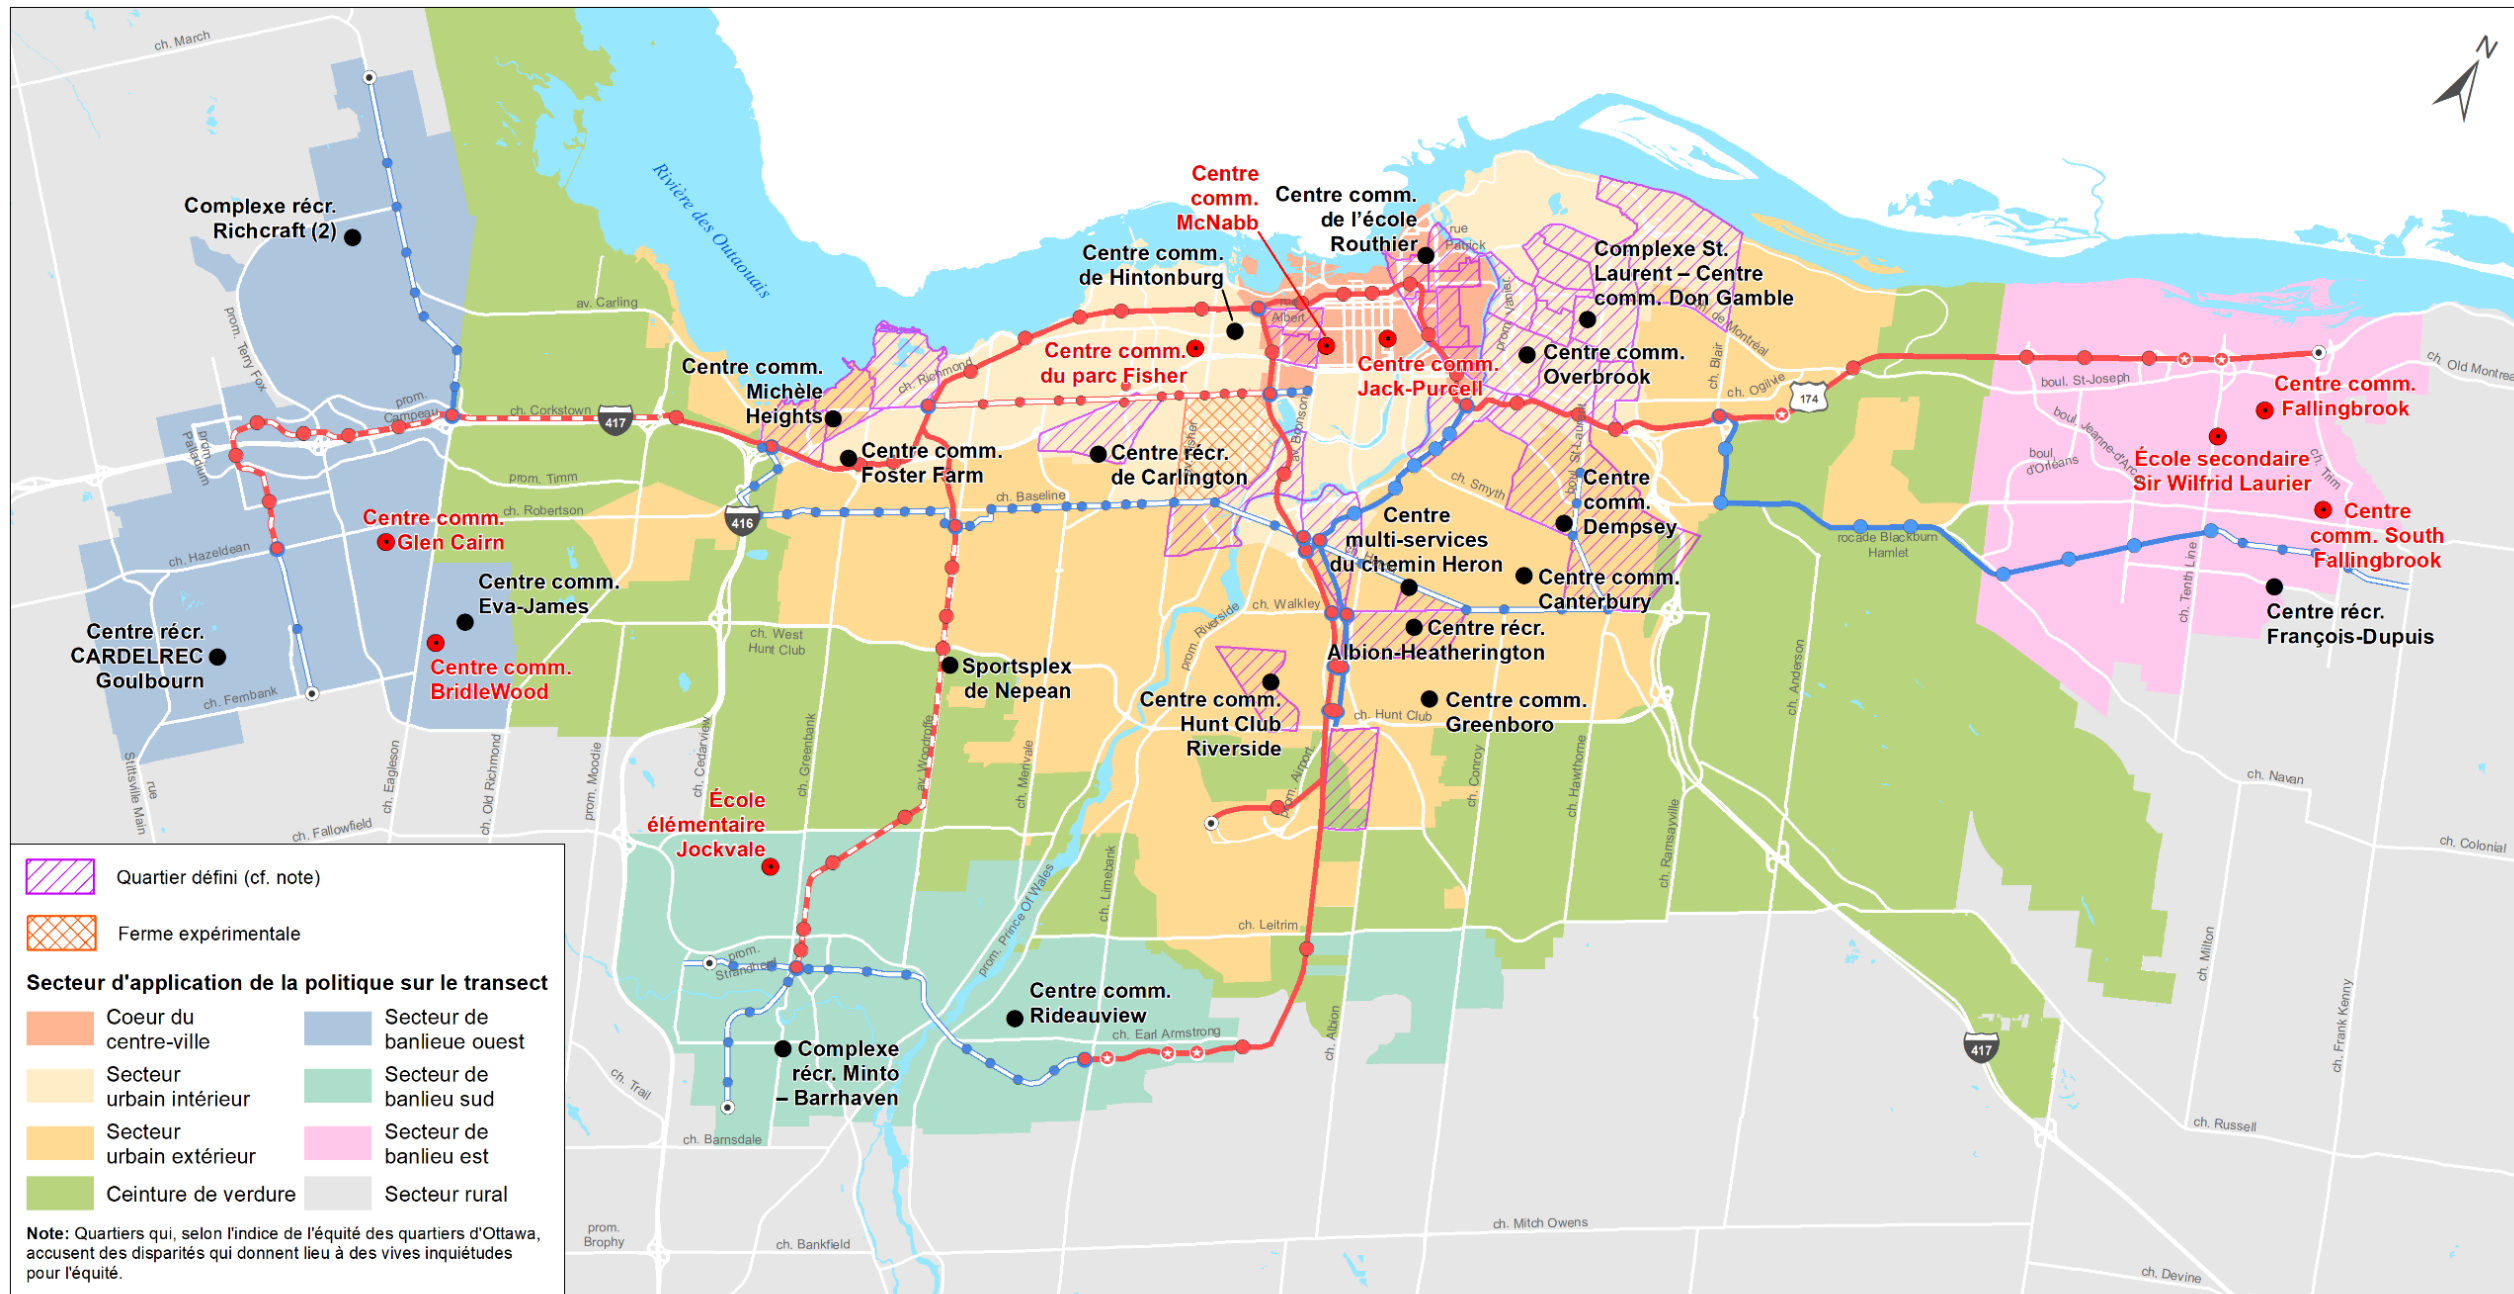 ch. March
N
Rivière des Outaouais
Complexe récr.
Richcraft (2)
prom. Terry Fox
av. Carling
prom.
Campeau
ch. Corkstown
417
prom.
Palladium
prom. Timm
ch. Robertson
416
ch. Hazeldean
Centre comm.
Glen Cairn
Centre comm.
Eva-James
Centre récr.
CARDELREC
Goulbourn
Centre comm.
BridleWood
ch. Fernbank
rue
Stittsville Main
ch. Eagleson
ch. Old Richmond
prom. Moodie
ch. Fallowfield
Centre comm.
Michèle
Heights
Centre comm.
Foster Farm
ch. Richmond
Centre comm.
du parc Fisher
Centre comm.
de Hintonburg
Centre
comm.
McNabb
Centre comm.
de l'école
Routhier
rue
Patrick
rue
Albert
Centre comm.
Jack-Purcell
prom. Vanier
Complexe St.
Laurent – Centre
comm. Don Gamble
Centre comm.
Overbrook
ch. de Montréal
ch. Blair
ch. Ogilvie
174
Centre récr.
de Carlington
av. Bronson
ch. Baseline
ch. Smyth
boul. St-Laurent
Centre
comm.
Dempsey
Centre
multi-services
du chemin Heron
Centre comm.
Canterbury
ch. Walkley
Centre récr.
Albion-Heatherington
Centre comm.
Hunt Club
Riverside
ch. Hunt Club
Centre comm.
Greenboro
prom. Riverside
prom. Airport
ch. West
Hunt Club
Sportsplex
de Nepean
ch. Cedarview
ch. Greenbank
av. Woodroffe
ch. Merivale
École
élémentaire
Jockvale
prom.
Strandherd
prom. Prince Of Wales
ch. Limebank
ch. Leitrim
Centre comm.
Rideauview
ch. Earl Armstrong
Complexe
récr. Minto
– Barrhaven
ch. Albion
ch. Conroy
ch. Hawthorne
ch. Ramsayville
ch. Anderson
rocade Blackburn
Hamlet
boul. St-Joseph
ch. Old Montrea
boul. Jeanne-d'Arc
boul.
d'Orléans
ch. Trim
Centre comm.
Fallingbrook
École secondaire
Sir Wilfrid Laurier
Centre
comm. South
Fallingbrook
ch. Tenth Line
Centre récr.
François-Dupuis
ch. Navan
ch. Colonial
ch. Milton
ch. Frank Kenny
417
ch. Russell
ch. Trail
ch. Barnsdale
prom.
Brophy
ch. Bankfield
ch. Mitch Owens
ch. Devine
Quartier défini (cf. note)
Ferme expérimentale
Secteur d'application de la politique sur le transect
Coeur du
centre-ville
Secteur
urbain intérieur
Secteur
urbain extérieur
Ceinture de verdure
Secteur de
banlieue ouest
Secteur de
banlieu sud
Secteur de
banlieu est
Secteur rural
Note: Quartiers qui, selon l'indice de l'équité des quartiers d'Ottawa,
accusent des disparités qui donnent lieu à des vives inquiétudes
pour l'équité.